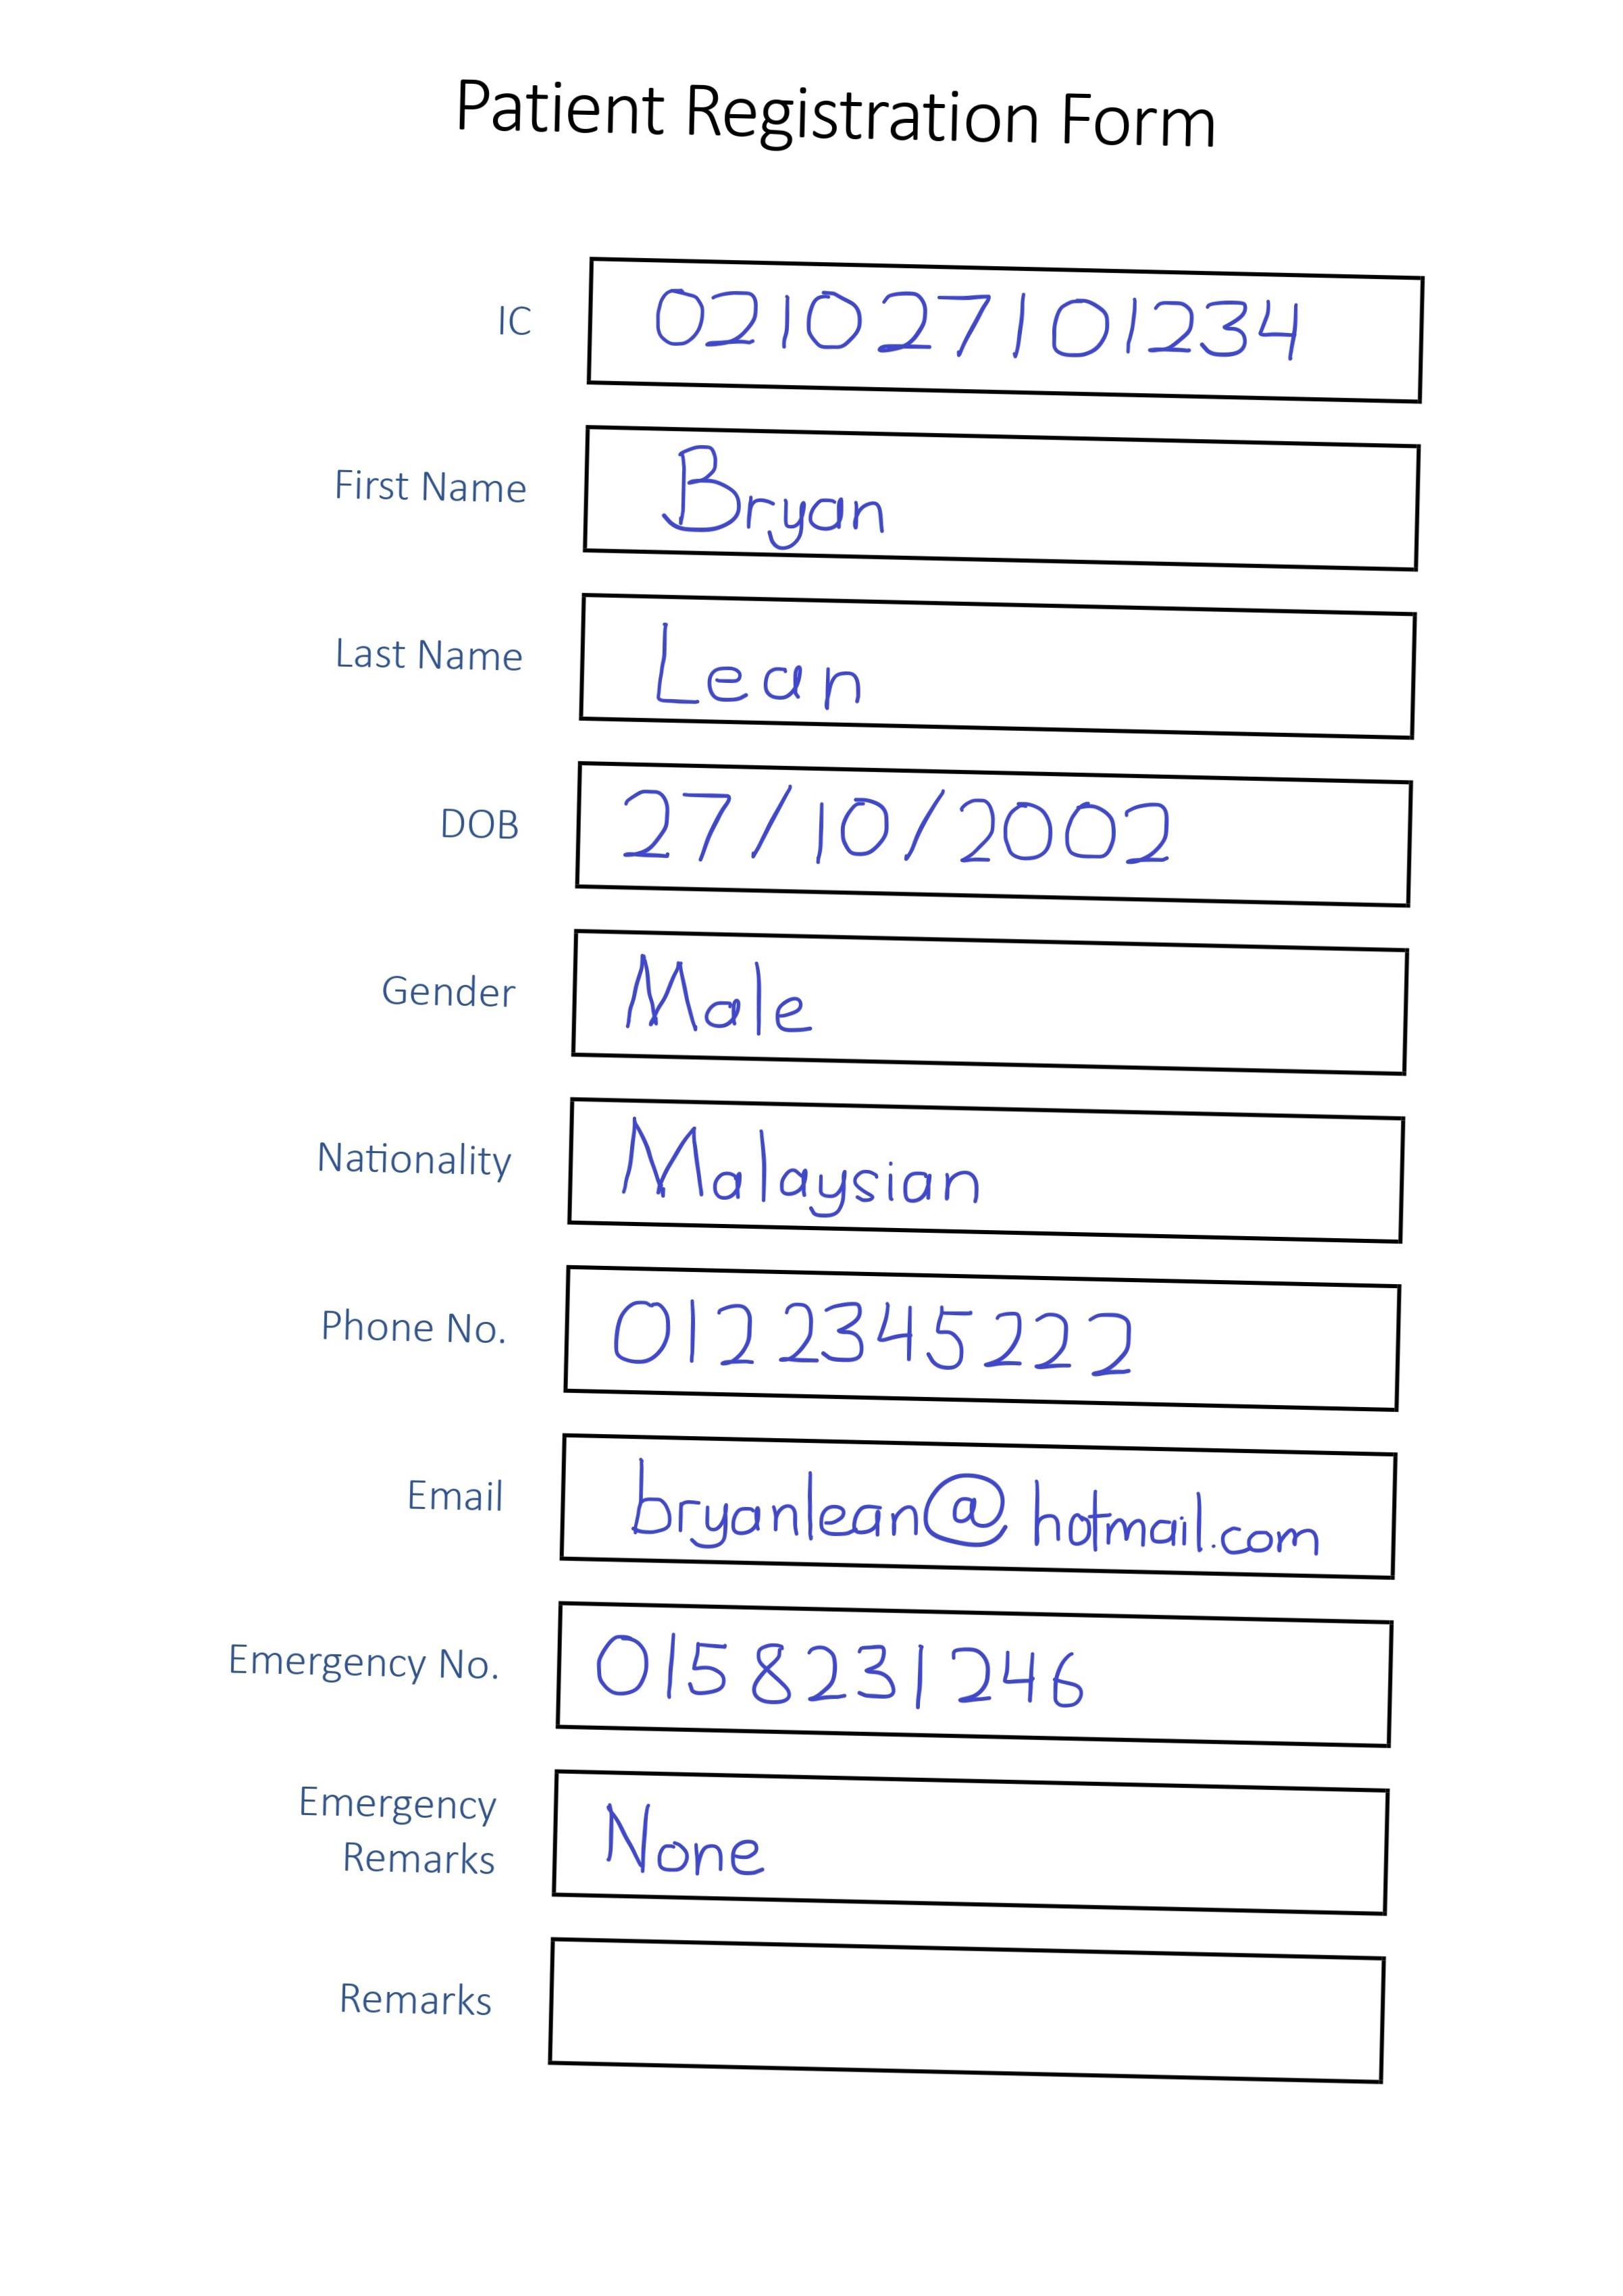 Patient Registration Form
IC 021027101234
First Name Bryan
Last Name Lean
DOB 27/10/2002
Gender Male
Nationality Malaysian
Phone No. 0122345222
Email bryanlean@hotmail.com
Emergency No. 0158231246
Emergency
Remarks None
Remarks